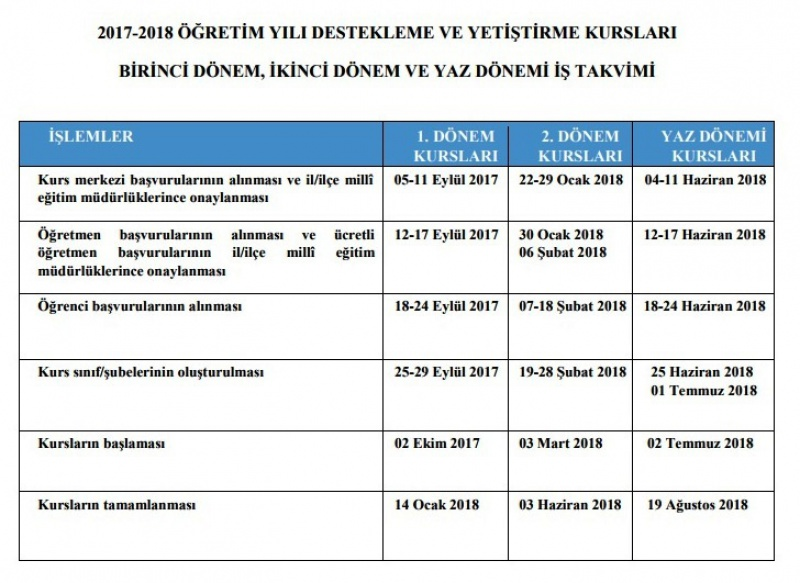 2017-2018 ÖĞRETİM YILI DESTEKLEME VE YETİŞTİRME KURSLARI
BİRİNCİ DÖNEM, İKİNCİ DÖNEM VE YAZ DÖNEMİ İŞ TAKVİMİ
İŞLEMLER
1. DÖNEM
KURSLARI
2. DÖNEM
KURSLARI
YAZ DÖNEMİ
KURSLARI
Kurs merkezi başvurularının alınması ve il/ilçe millî
eğitim müdürlüklerince onaylanması
05-11 Eylül 2017
22-29 Ocak 2018
04-11 Haziran 2018
Öğretmen başvurularının alınması ve ücretli
öğretmen başvurularının il/ilçe millî eğitim
müdürlüklerince onaylanması
12-17 Eylül 2017
30 Ocak 2018
06 Şubat 2018
12-17 Haziran 2018
Öğrenci başvurularının alınması
18-24 Eylül 2017
07-18 Şubat 2018
18-24 Haziran 2018
Kurs sınıf/şubelerinin oluşturulması
25-29 Eylül 2017
19-28 Şubat 2018
25 Haziran 2018
01 Temmuz 2018
Kursların başlaması
02 Ekim 2017
03 Mart 2018
02 Temmuz 2018
Kursların tamamlanması
14 Ocak 2018
03 Haziran 2018
19 Ağustos 2018